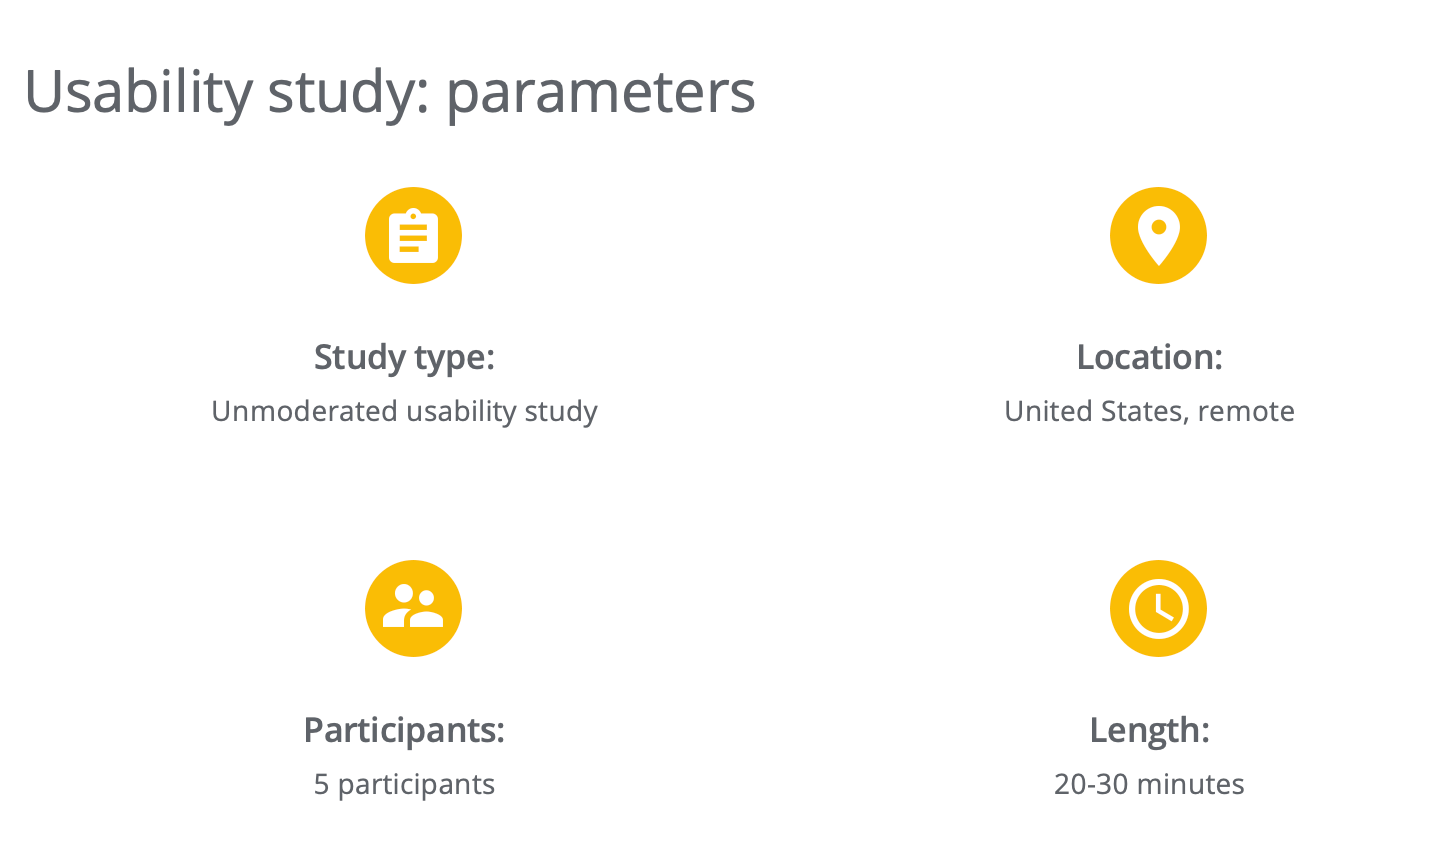 Usability study: parameters
Study type:
Unmoderated usability study
Location:
United States, remote
Participants:
5 participants
Length:
20-30 minutes